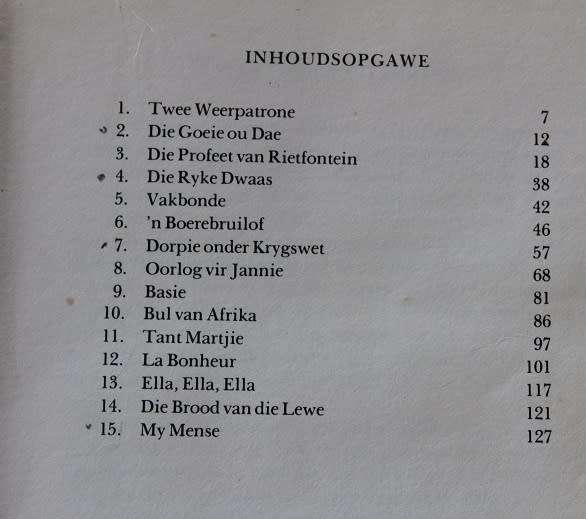 INHOUDSOPGAWE
1. Twee Weerpatrone 7
2. Die Goeie ou Dae 12
3. Die Profeet van Rietfontein 18
4. Die Ryke Dwaas 38
5. Vakbonde 42
6. 'n Boerebruilof 46
7. Dorpie onder Krygswet 57
8. Oorlog vir Jannie 68
9. Basie 81
10. Bul van Afrika 86
11. Tant Martjie 97
12. La Bonheur 101
13. Ella, Ella, Ella 117
14. Die Brood van die Lewe 121
15. My Mense 127